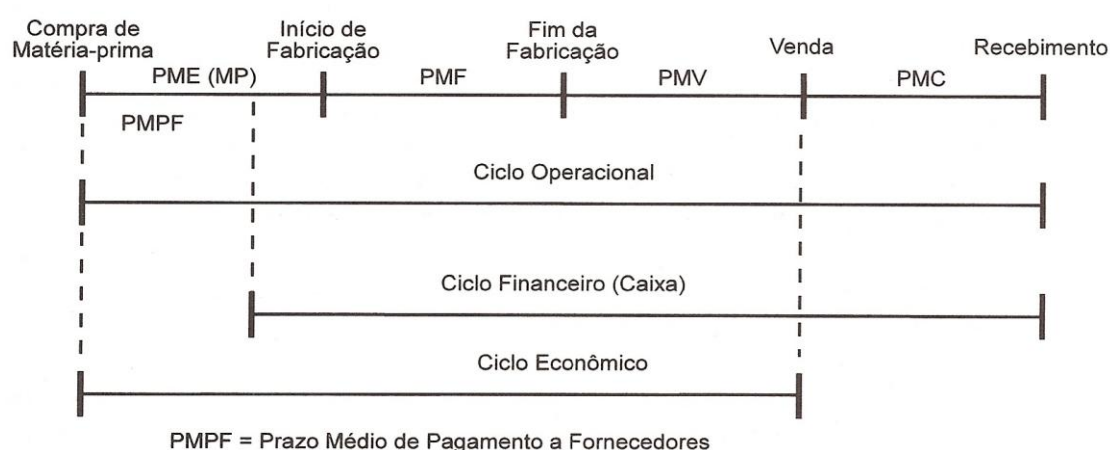 Compra de
Matéria-prima
Início de
Fabricação
Fim da
Fabricação
Venda
Recebimento
PME (MP)
PMF
PMV
PMC
PMPF
Ciclo Operacional
Ciclo Financeiro (Caixa)
Ciclo Econômico
PMPF = Prazo Médio de Pagamento a Fornecedores